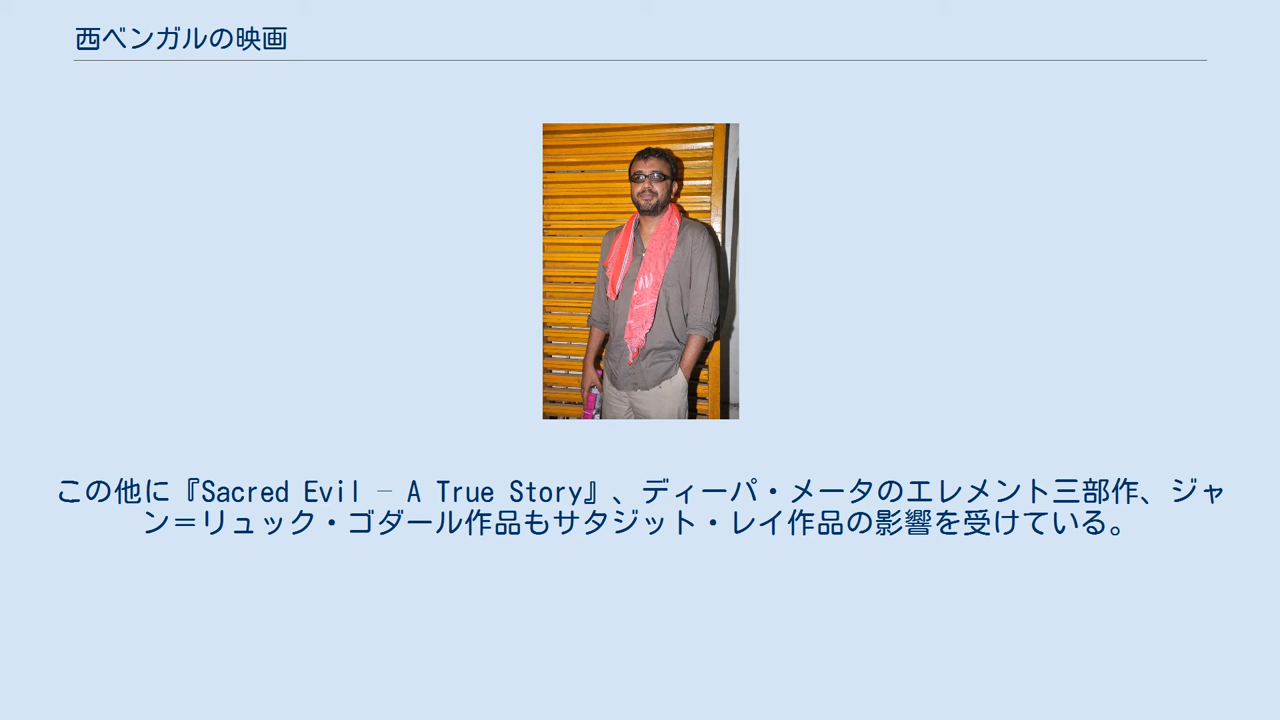 西ベンガルの映画
この他に『Sacred Evil – A True Story』、ディーパ・メータのエレメント三部作、ジャ
ン＝リュック・ゴダール作品もサタジット・レイ作品の影響を受けている。